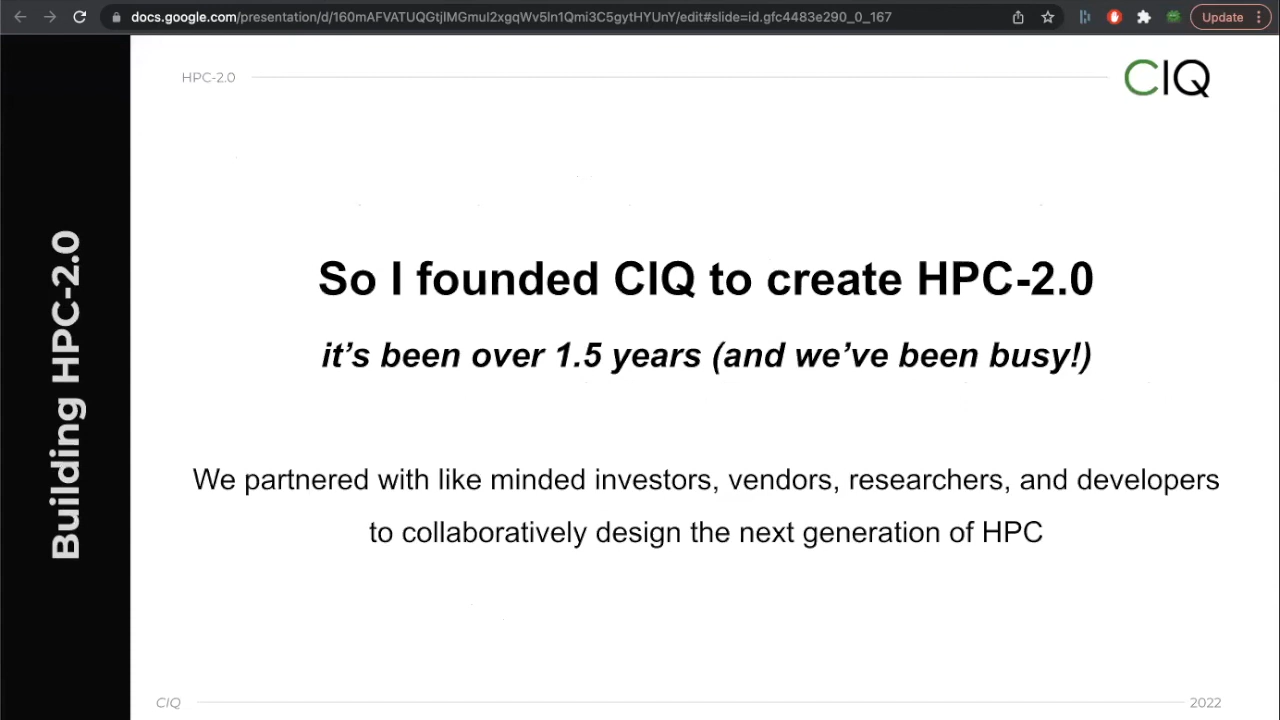 docs.google.com/presentation/d/160mAFVATUQGtjIMGmul2xgqWv5In1Qmi3C5gytHYUnY/edit#slide=id.gfc4483e290_0_167
Update
HPC-2.0
CIQ
Building HPC-2.0
So I founded CIQ to create HPC-2.0
it’s been over 1.5 years (and we’ve been busy!)
We partnered with like minded investors, vendors, researchers, and developers
to collaboratively design the next generation of HPC
CIQ
2022